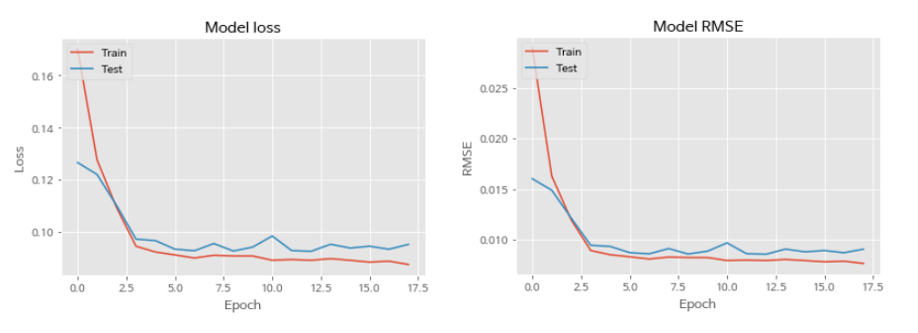 Model loss
Train
Test
0.16
0.14
0.12
0.10
Loss
0.0 2.5 5.0 7.5 10.0 12.5 15.0 17.5
Epoch
Model RMSE
Train
Test
0.025
0.020
0.015
0.010
RMSE
0.0 2.5 5.0 7.5 10.0 12.5 15.0 17.5
Epoch